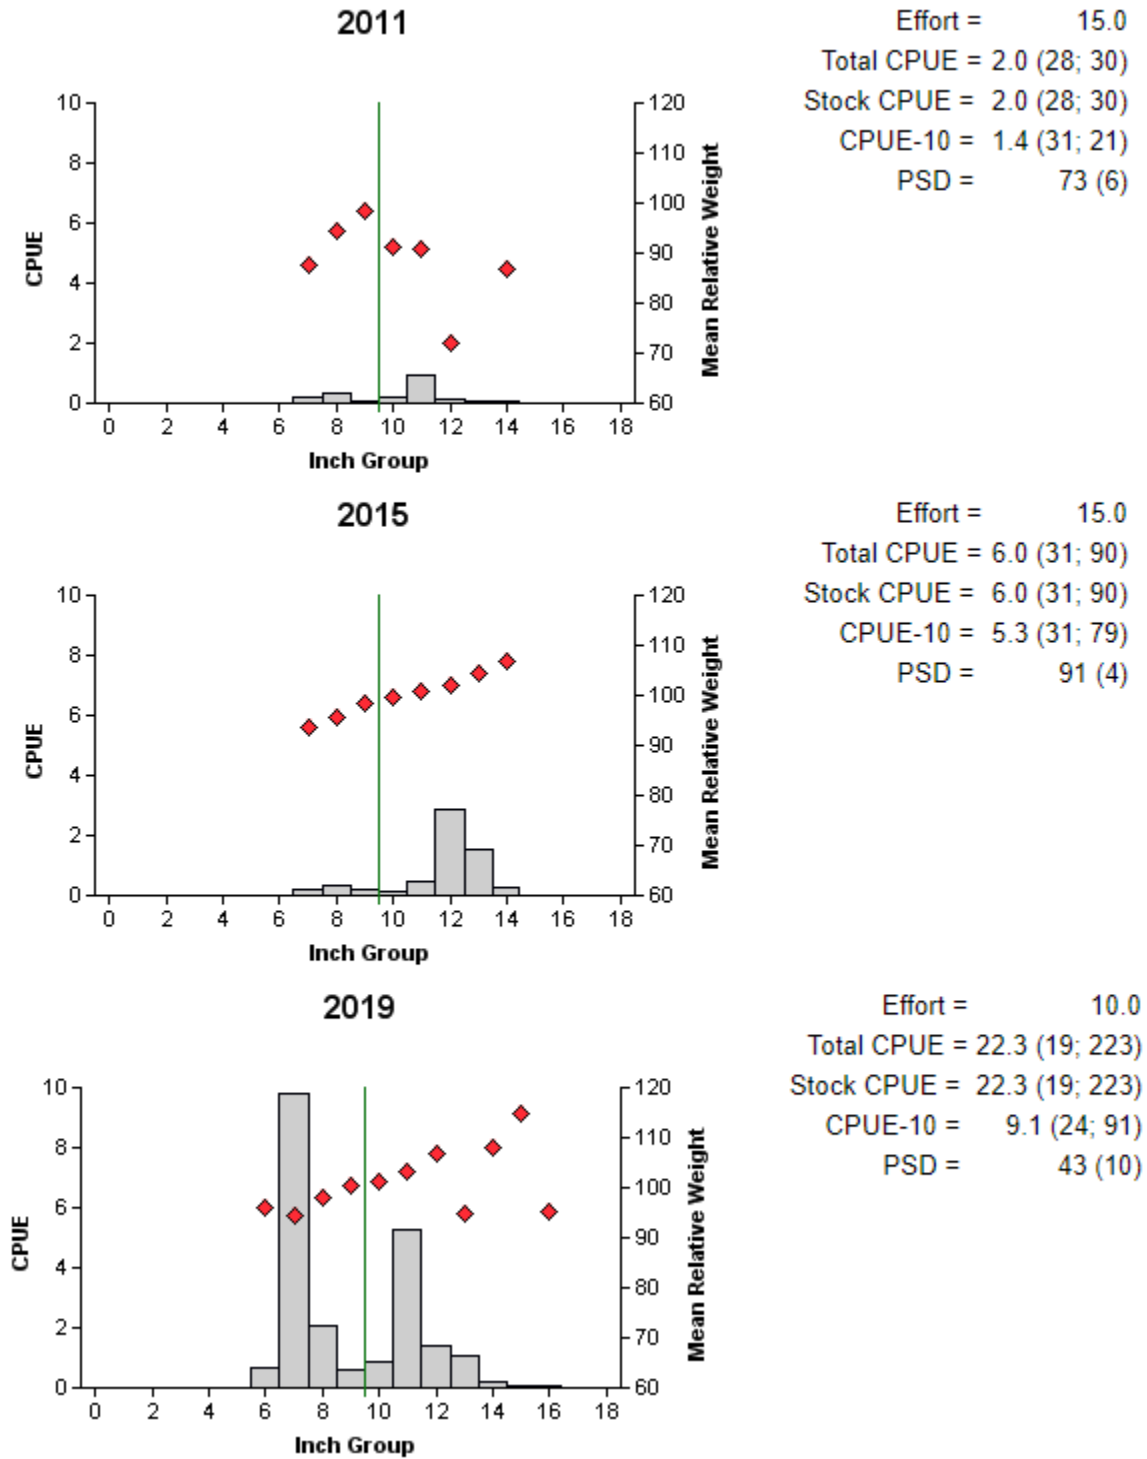 2011
Effort = 15.0
Total CPUE = 2.0 (28; 30)
Stock CPUE = 2.0 (28; 30)
CPUE-10 = 1.4 (31; 21)
PSD = 73 (6)
10
8
6
4
2
0
CPUE
120
110
100
90
80
70
60
Mean Relative Weight
0 2 4 6 8 10 12 14 16 18
Inch Group
2015
Effort = 15.0
Total CPUE = 6.0 (31; 90)
Stock CPUE = 6.0 (31; 90)
CPUE-10 = 5.3 (31; 79)
PSD = 91 (4)
10
8
6
4
2
0
CPUE
120
110
100
90
80
70
60
Mean Relative Weight
0 2 4 6 8 10 12 14 16 18
Inch Group
2019
Effort = 10.0
Total CPUE = 22.3 (19; 223)
Stock CPUE = 22.3 (19; 223)
CPUE-10 = 9.1 (24; 91)
PSD = 43 (10)
10
8
6
4
2
0
CPUE
120
110
100
90
80
70
60
Mean Relative Weight
0 2 4 6 8 10 12 14 16 18
Inch Group